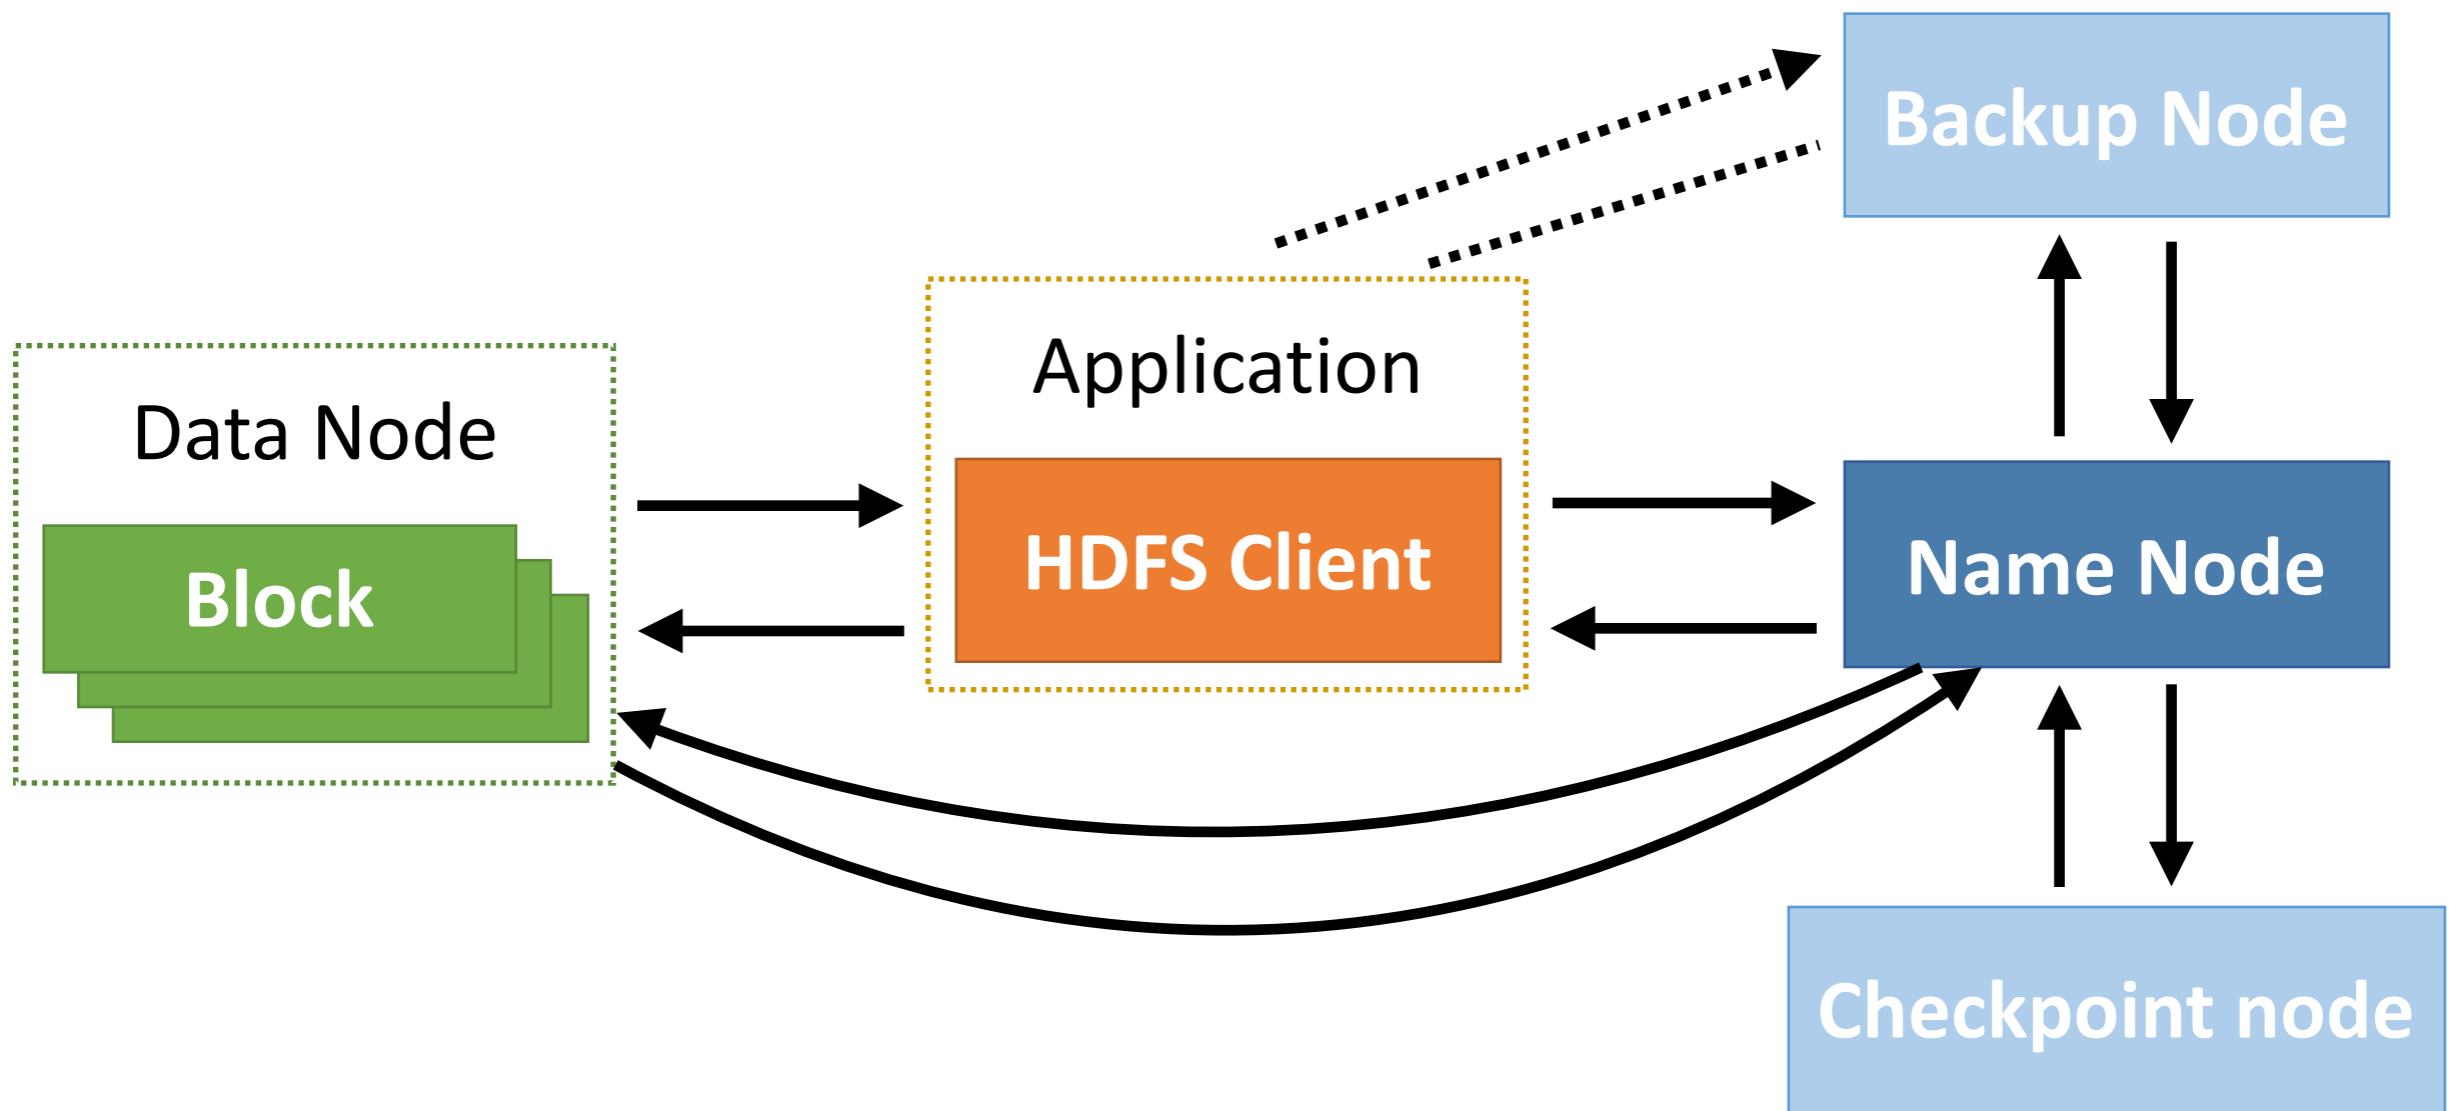 Backup Node
Application
Data Node
HDFS Client
Name Node
Block
Checkpoint node